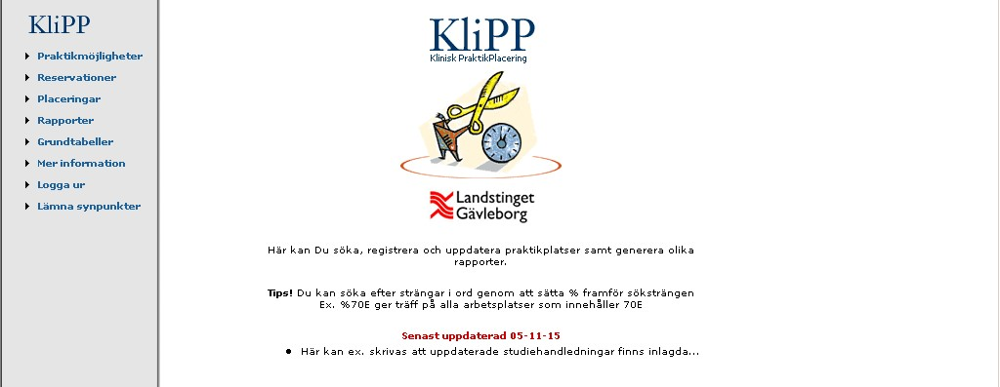 KliPP
Praktikmöjligheter
Reservationer
Placeringar
Rapporter
Grundtabeller
Mer information
Logga ur
Lämna synpunkter
KliPP
Klinisk PraktikPlacering
Landstinget
Gävleborg
Här kan Du söka, registrera och uppdatera praktikplatser samt generera olika
rapporter.
Tips! Du kan söka efter strängar i ord genom att sätta % framför söksträngen
Ex. %70E ger träff på alla arbetsplatser som innehåller 70E
Senast uppdaterad 05-11-15
Här kan ex. skrivas att uppdaterade studiehandledningar finns inlagda...